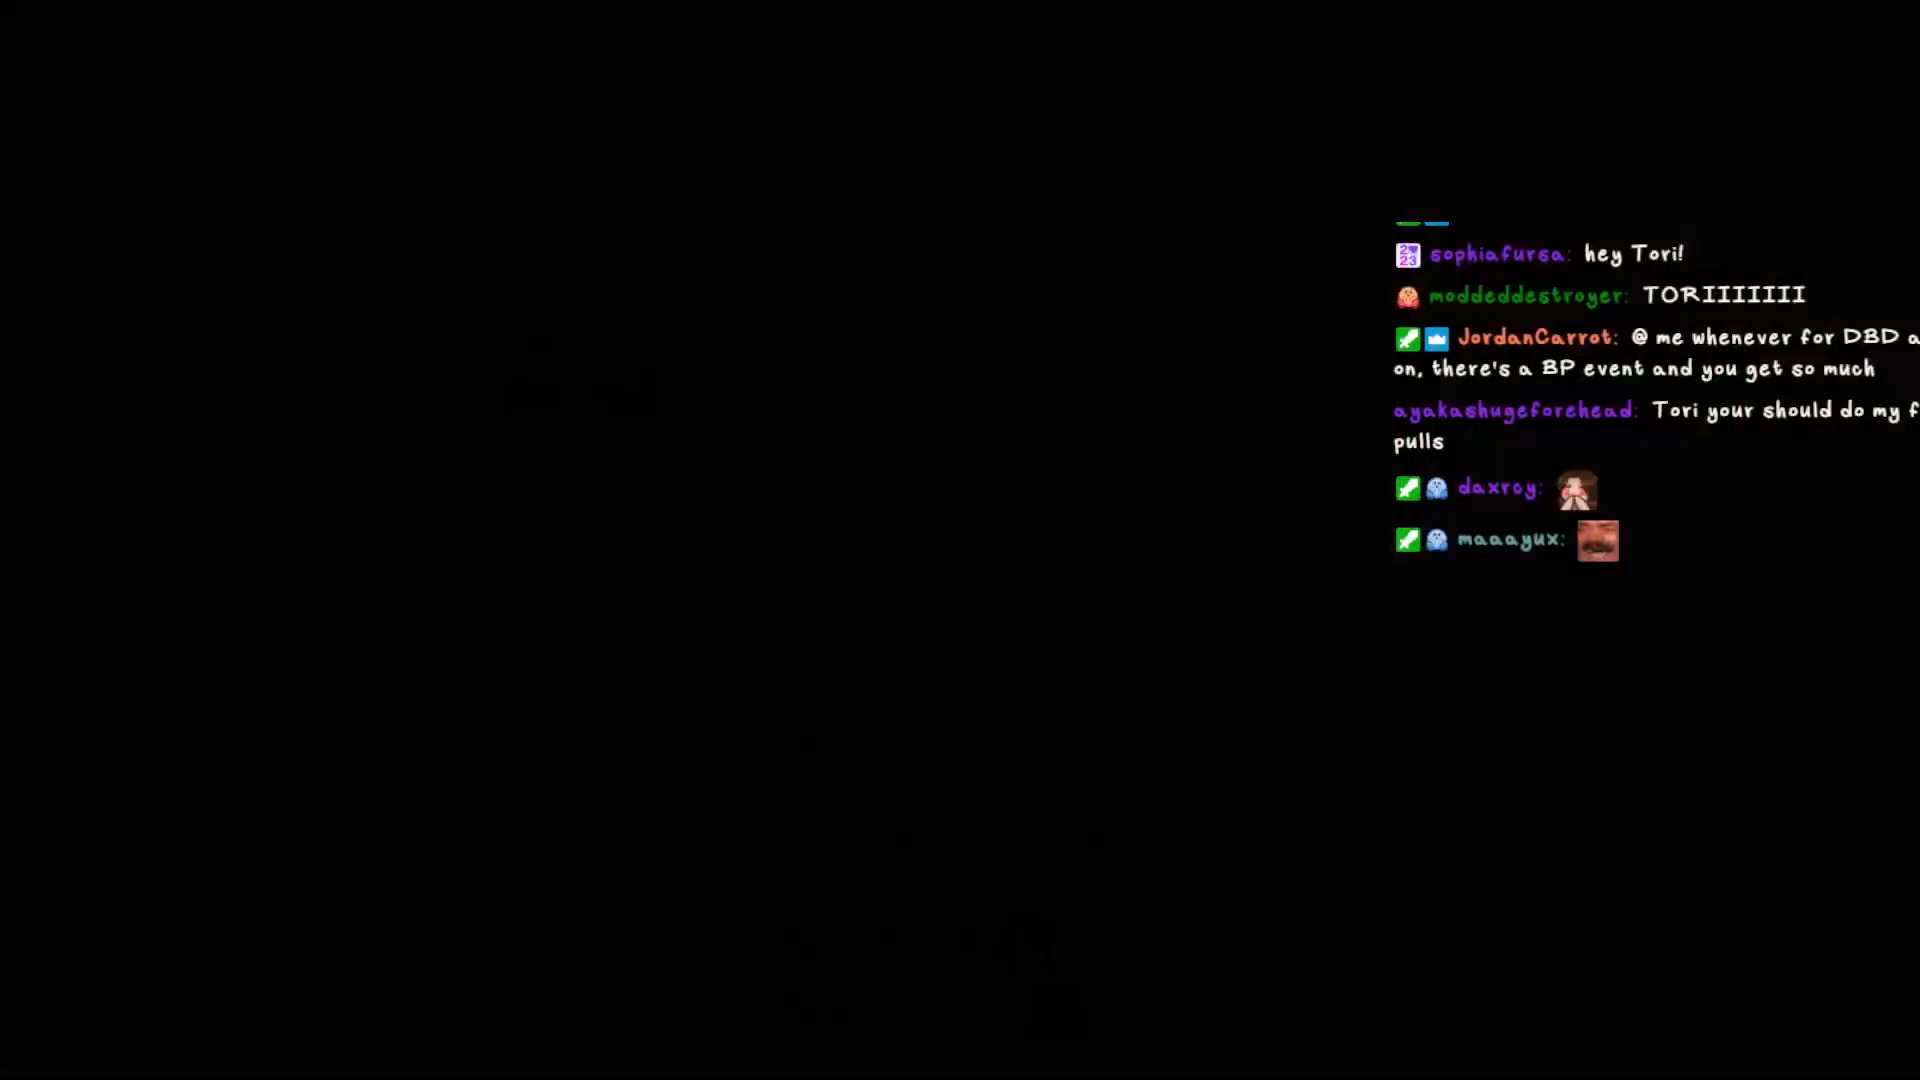 sophiafursa: hey Tori!
moddeddestroyer: TORIIIIIII
JordanCarrot: @ me whenever for DBD a
on, there's a BP event and you get so much
ayakashugeforehead: Tori your should do my f
pulls
daxrcy:
maaayux: